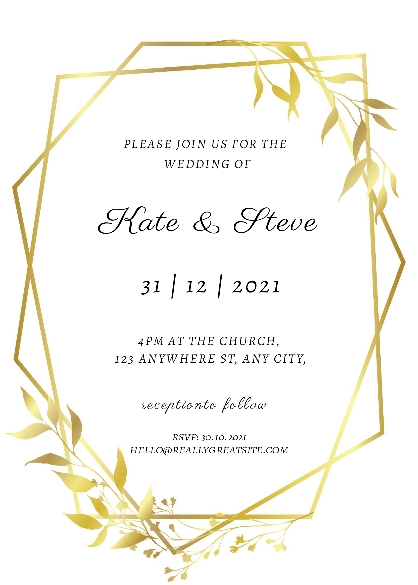 PLEASE JOIN US FOR THE
WEDDING OF
Kate & Steve
31 | 12 | 2021
4PM AT THE CHURCH,
123 ANYWHERE ST, ANY CITY,
receptionto follow
RSVP: 30.10.2021
HELLO@REALLYGREATSITE.COM